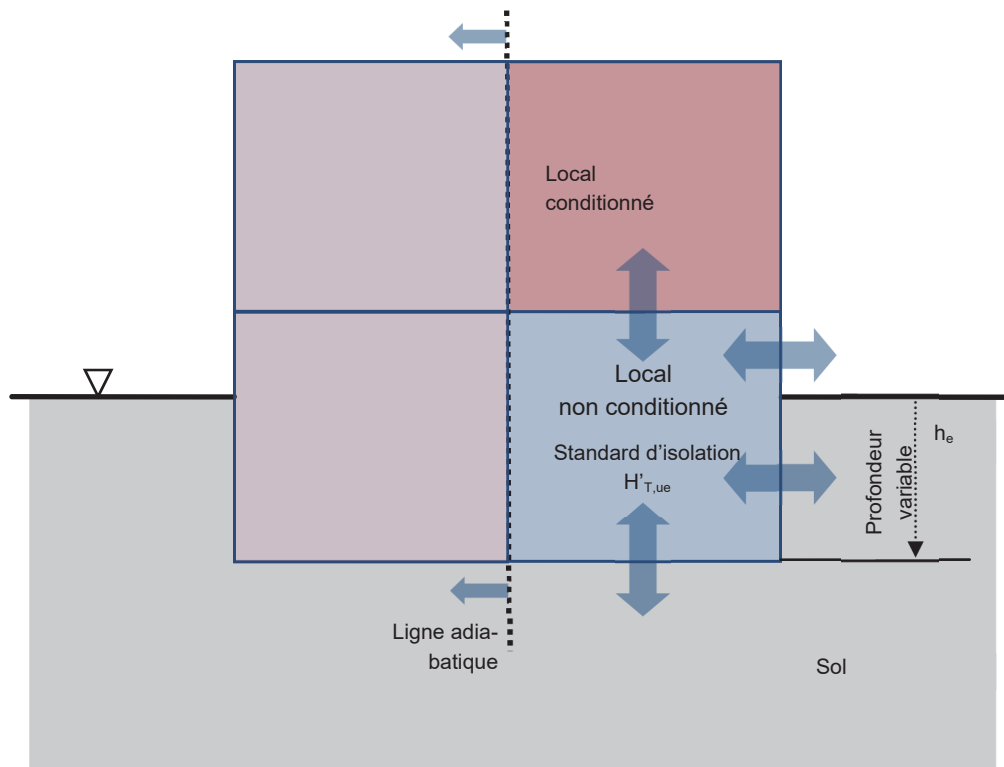 Local
conditionné
Local
non conditionné
Standard d'isolation
H'T,ue
he
Profondeur
variable
Ligne adia-
batique
Sol